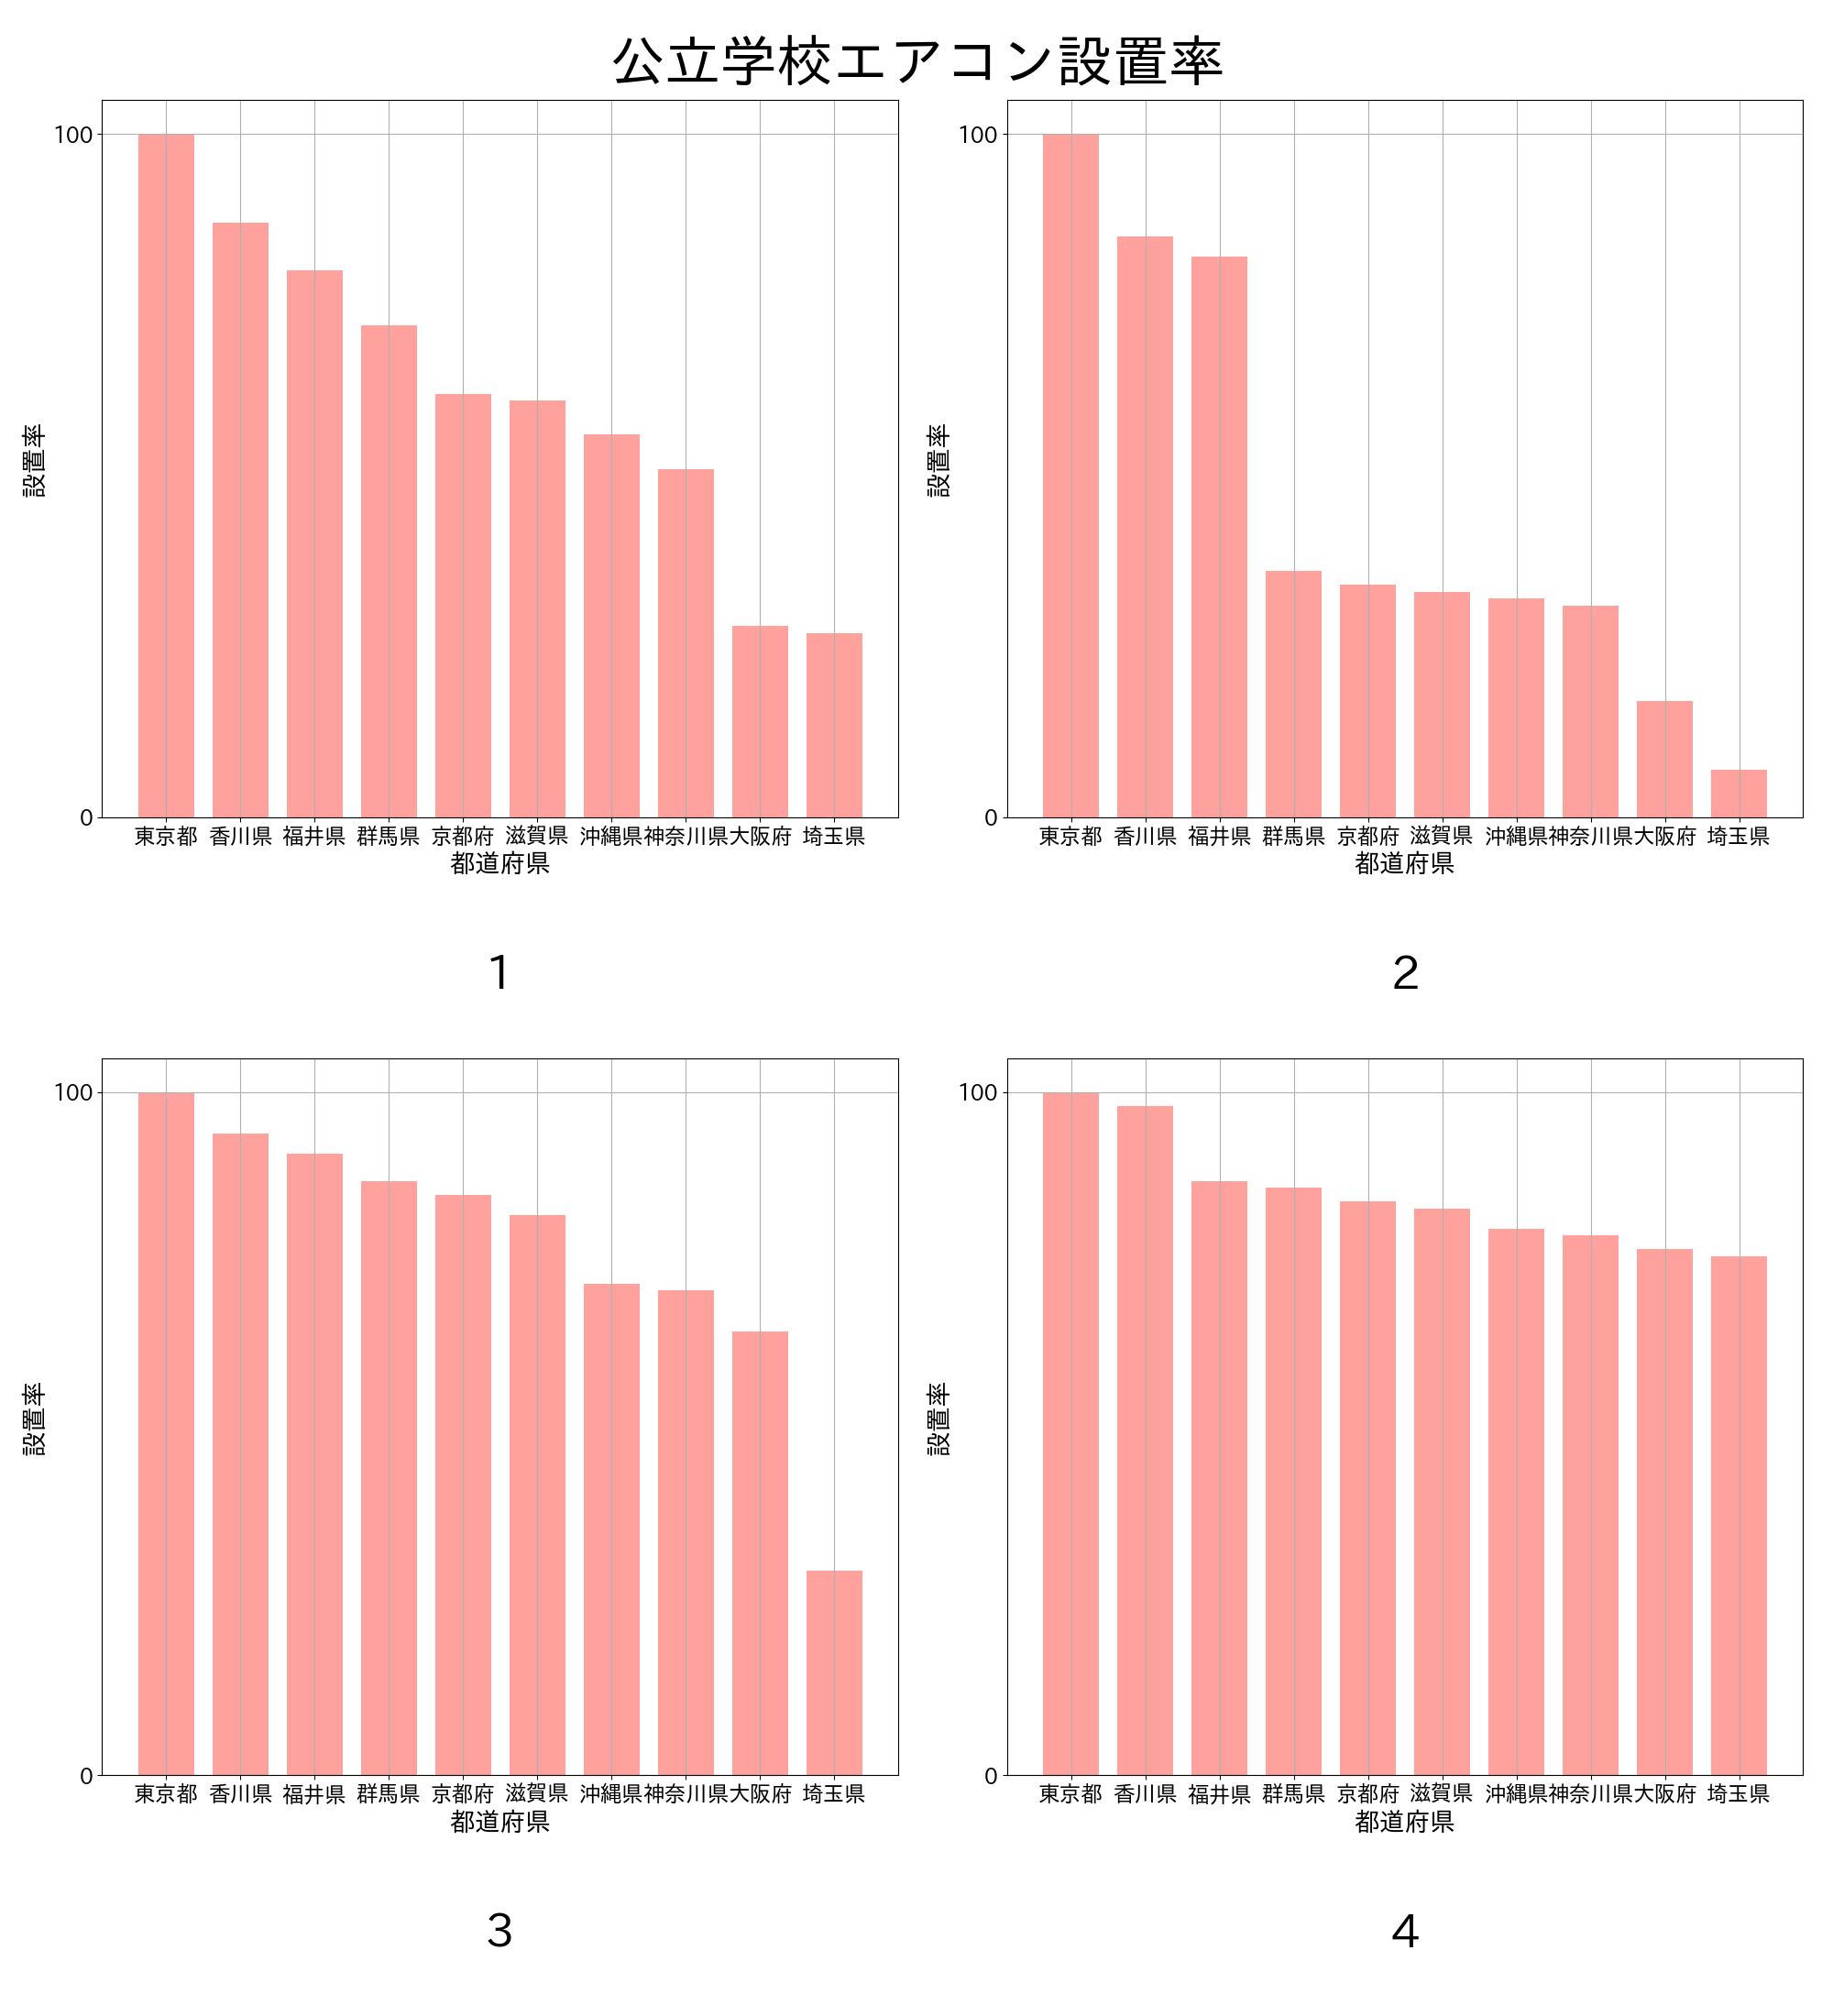 公立学校エアコン設置率
100
0
設置率
東京都 香川県 福井県 群馬県 京都府 滋賀県 沖縄県 神奈川県 大阪府 埼玉県
都道府県
1
100
0
設置率
東京都 香川県 福井県 群馬県 京都府 滋賀県 沖縄県 神奈川県 大阪府 埼玉県
都道府県
2
100
0
設置率
東京都 香川県 福井県 群馬県 京都府 滋賀県 沖縄県 神奈川県 大阪府 埼玉県
都道府県
3
100
0
設置率
東京都 香川県 福井県 群馬県 京都府 滋賀県 沖縄県 神奈川県 大阪府 埼玉県
都道府県
4